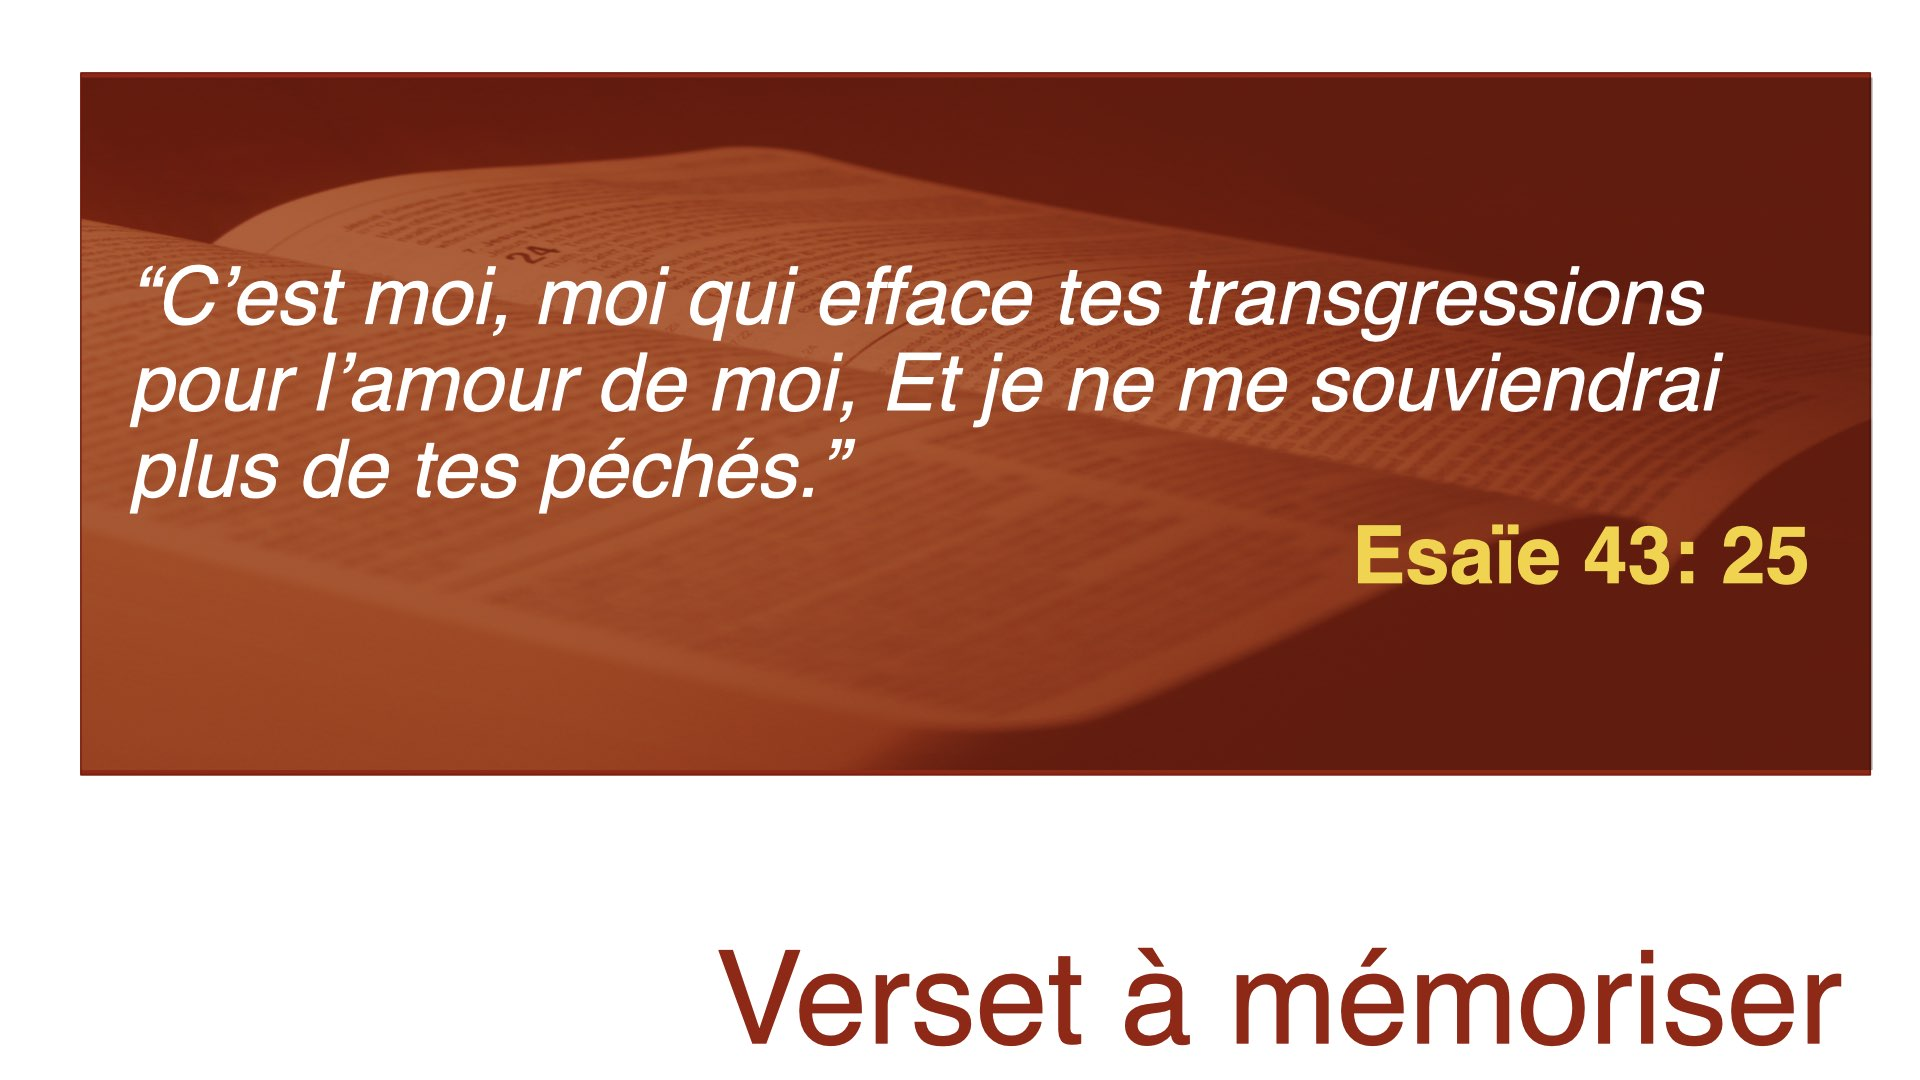 “C’est moi, moi qui efface tes transgressions
pour l’amour de moi, Et je ne me souviendrai
plus de tes péchés.”
Esaïe 43: 25
Verset à mémoriser